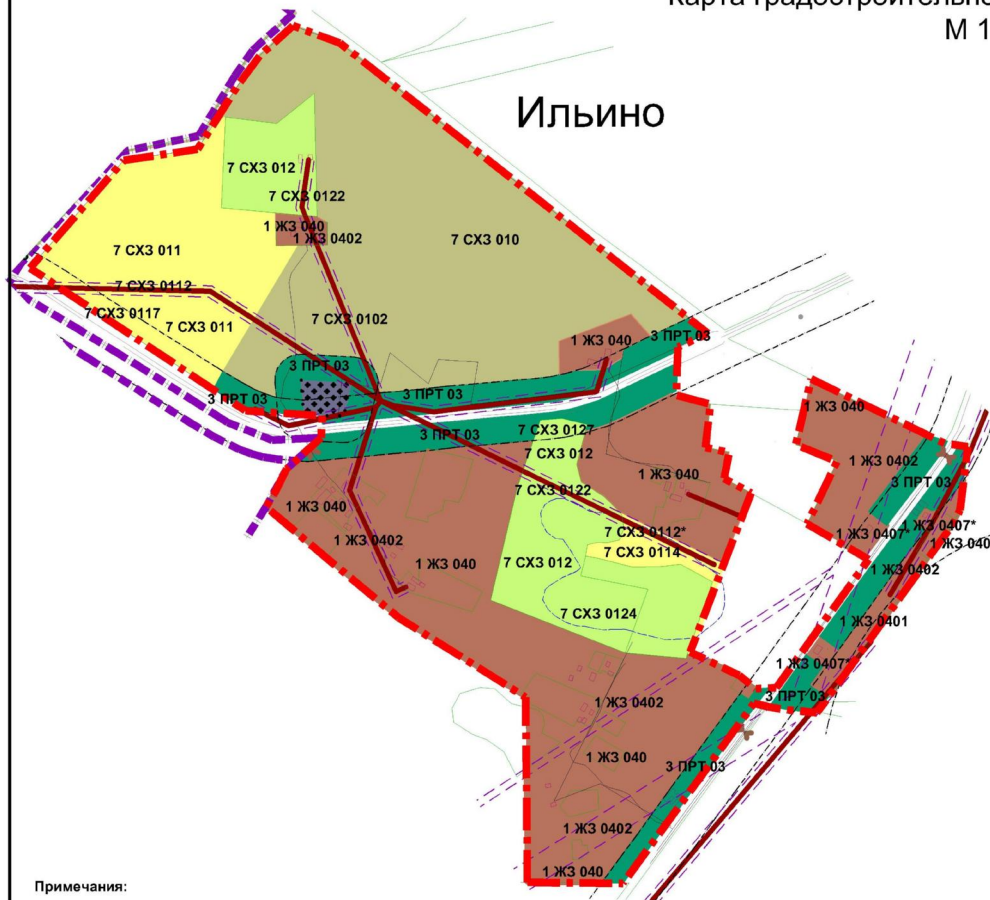 Карта градостроительно
М 1
Ильино
7 СХЗ 012
7 СХЗ 0122
1 ЖЗ 040
1 ЖЗ 0402
7 СХЗ 010
7 СХЗ 011
7 СХЗ 0112
7 СХЗ 0117
7 СХЗ 011
7 СХЗ 0102
1 ЖЗ 040
3 ПРТ 03
3 ПРТ 03
3 ПРТ 03
3 ПРТ 03
3 ПРТ 03
7 СХЗ 0127
7 СХЗ 012
7 СХЗ 0122
1 ЖЗ 040
1 ЖЗ 040
1 ЖЗ 0402
3 ПРТ 03
1 ЖЗ 040
1 ЖЗ 0402
7 СХЗ 0112*
7 СХЗ 0114
1 ЖЗ 0407*
1 ЖЗ 0407*
1 ЖЗ 040
1 ЖЗ 040
7 СХЗ 012
1 ЖЗ 0402
7 СХЗ 0124
1 ЖЗ 0401
1 ЖЗ 0407*
3 ПРТ 03
1 ЖЗ 0402
1 ЖЗ 040
3 ПРТ 03
1 ЖЗ 0402
1 ЖЗ 040
Примечания: